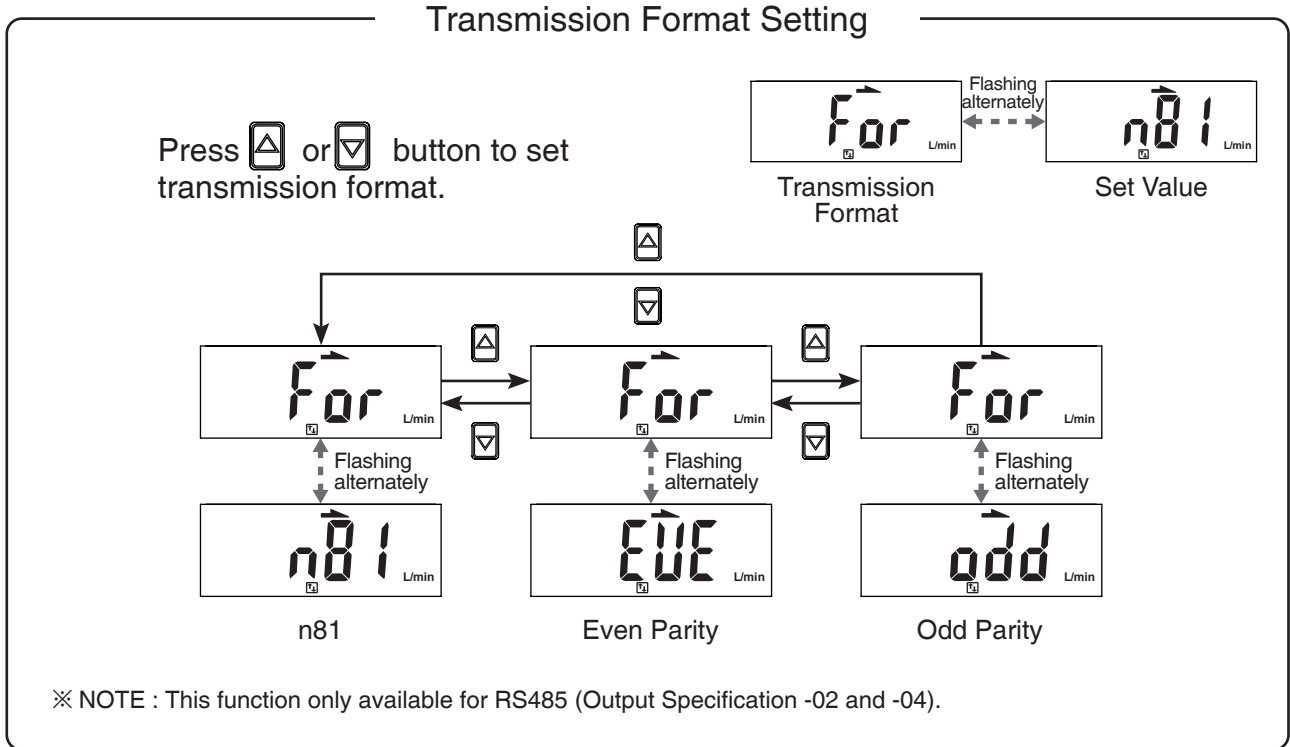 Transmission Format Setting
Press △ or ▽ button to set
transmission format.
For L/min
Flashing
alternately
n81 L/min
Transmission
Format
Set Value
For L/min
For L/min
For L/min
Flashing
alternately
Flashing
alternately
Flashing
alternately
n81 L/min
EVE L/min
odd L/min
n81
Even Parity
Odd Parity
※ NOTE : This function only available for RS485 (Output Specification -02 and -04).